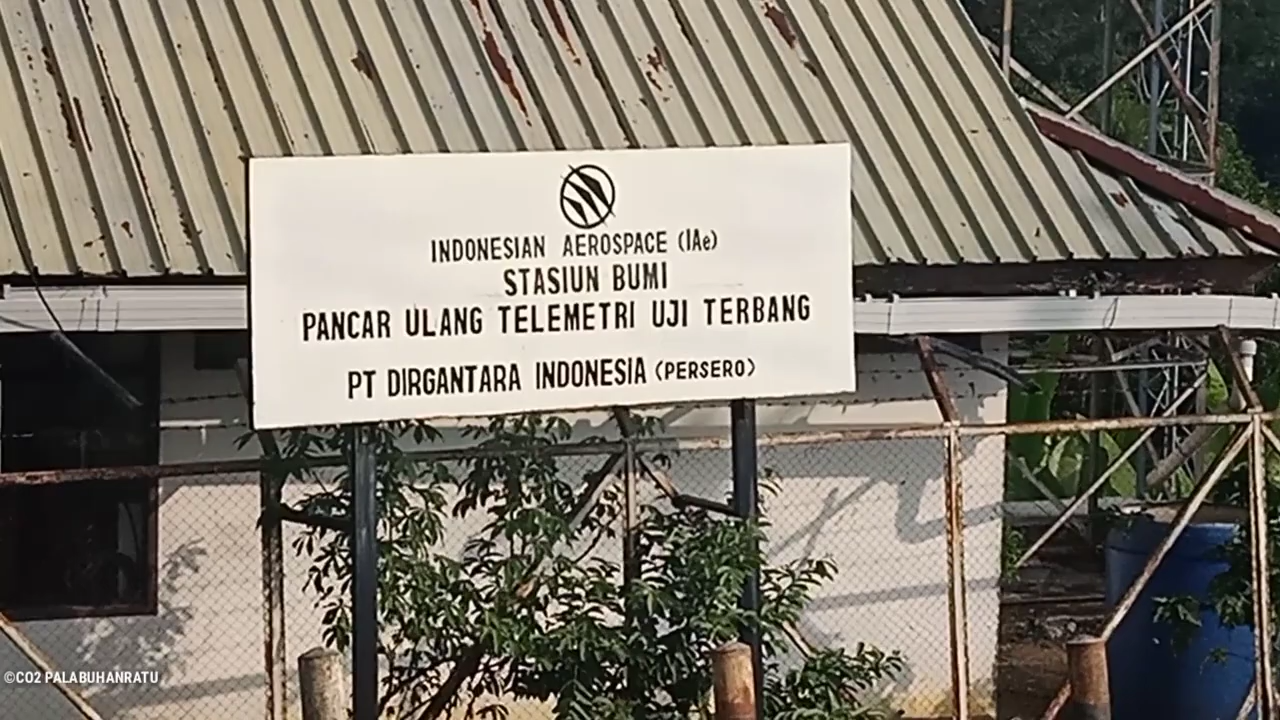 INDONESIAN AEROSPACE (IAe)
STASIUN BUMI
PANCAR ULANG TELEMETRI UJI TERBANG
PT DIRGANTARA INDONESIA (PERSERO)
©CO2 PALABUHANRATU